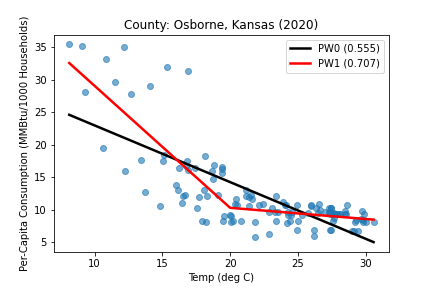 County: Osborne, Kansas (2020)
Per-Capita Consumption (MMBtu/1000 Households)
35
30
25
20
15
10
5
PW0 (0.555)
PW1 (0.707)
10 15 20 25 30
Temp (deg C)